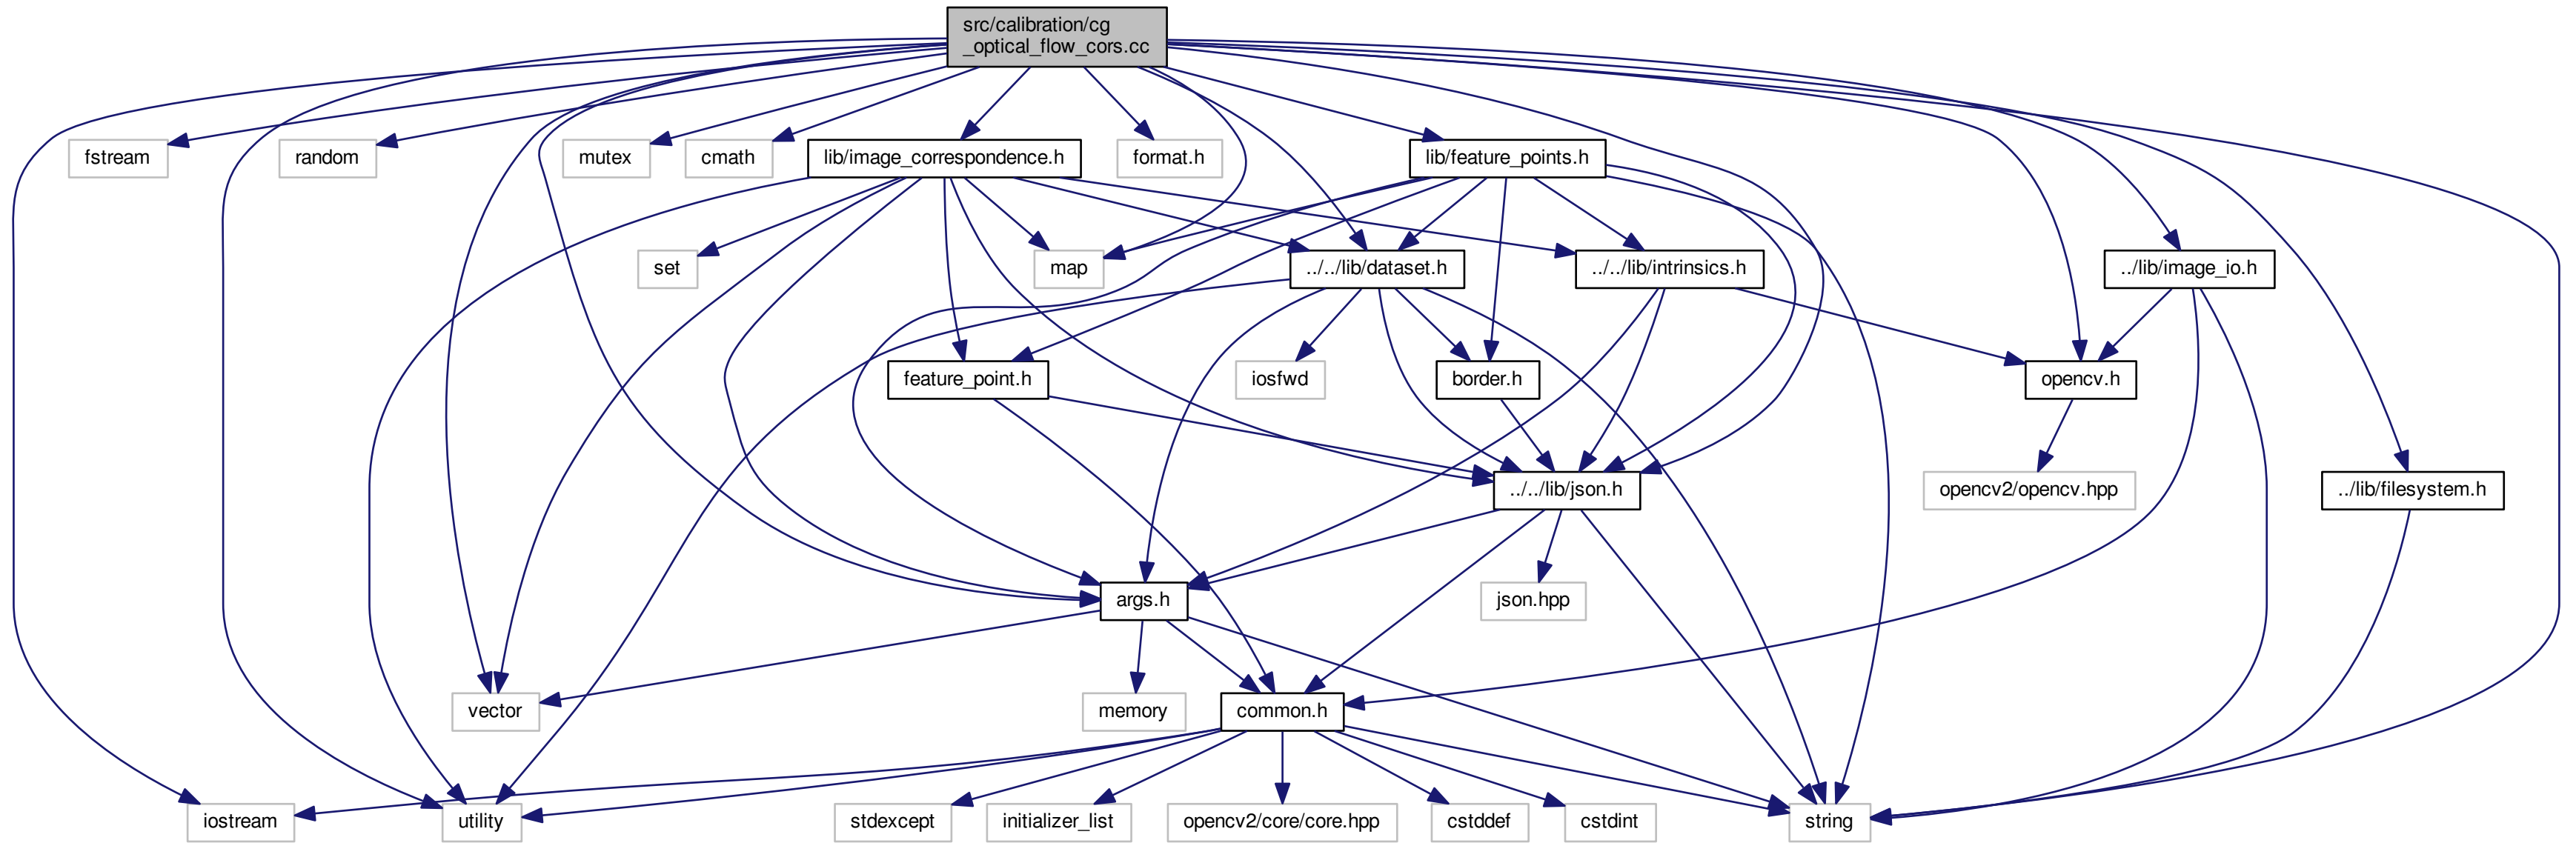 src/calibration/cg
_optical_flow_cors.cc
fstream
random
mutex
cmath
lib/image_correspondence.h
format.h
lib/feature_points.h
set
map
../../lib/dataset.h
../../lib/intrinsics.h
../lib/image_io.h
feature_point.h
iosfwd
border.h
opencv.h
../../lib/json.h
opencv2/opencv.hpp
../lib/filesystem.h
args.h
json.hpp
vector
memory
common.h
iostream
utility
stdexcept
initializer_list
opencv2/core/core.hpp
cstddef
cstdint
string